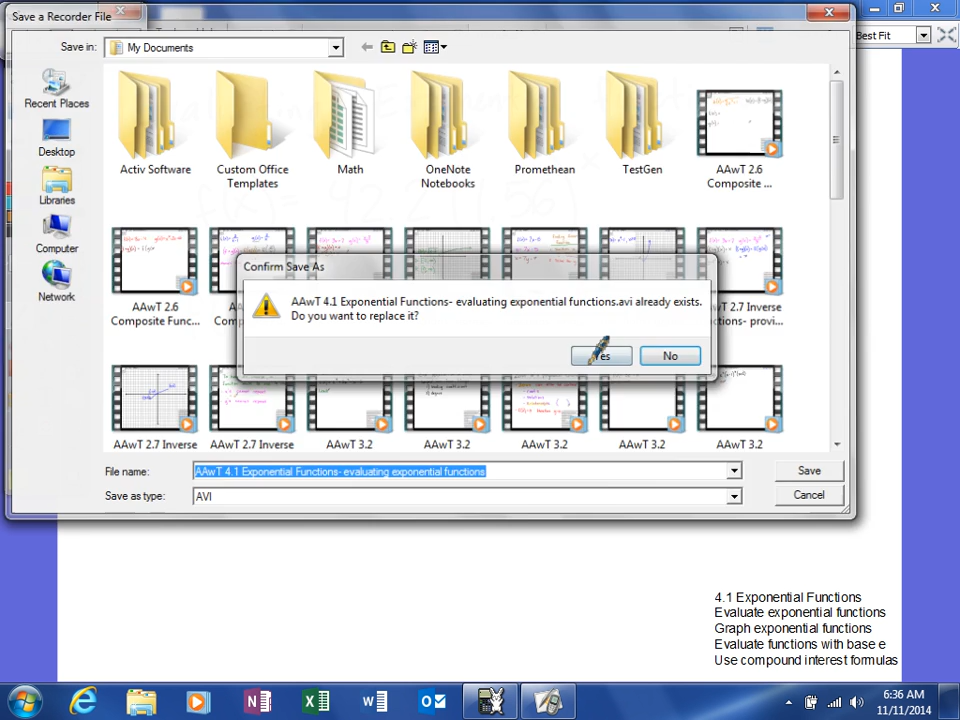 Save a Recorder File
Best Fit
Save in:
My Documents
Recent Places
Desktop
Libraries
Computer
Network
Activ Software
Custom Office
Templates
Math
OneNote
Notebooks
Promethean
TestGen
AAwT 2.6
Composite ...
AAwT 2.6
Composite Func...
AAwT 2.7 Inverse
AAwT 2.7 Inverse
AAwT 3.2
AAwT 3.2
AAwT 3.2
AAwT 3.2
AAwT 3.2
Confirm Save As
AAwT 4.1 Exponential Functions- evaluating exponential functions.avi already exists.
Do you want to replace it?
Yes
No
File name:
AAwT 4.1 Exponential Functions- evaluating exponential functions
Save
Save as type:
AVI
Cancel
4.1 Exponential Functions
Evaluate exponential functions
Graph exponential functions
Evaluate functions with base e
Use compound interest formulas
6:36 AM
11/11/2014